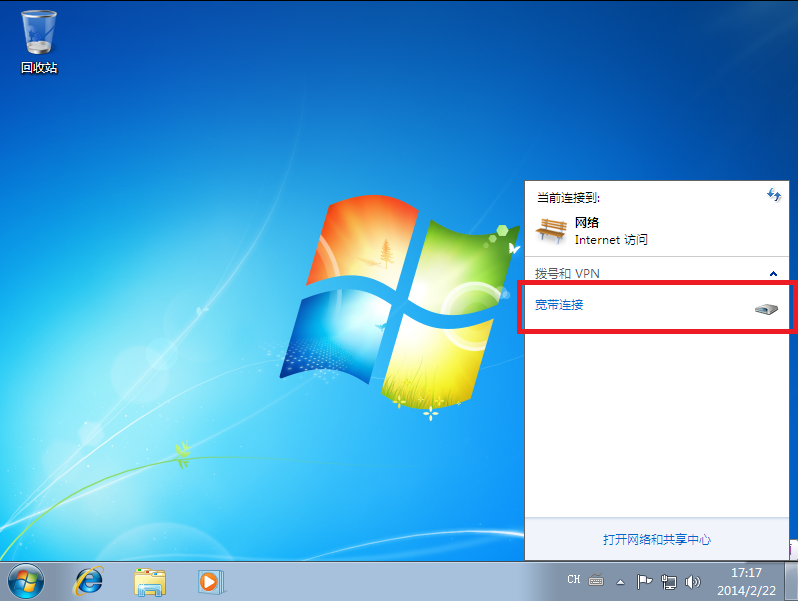 回收站
当前连接到:
网络
Internet 访问
拨号和 VPN
宽带连接
打开网络和共享中心
CH
17:17
2014/2/22